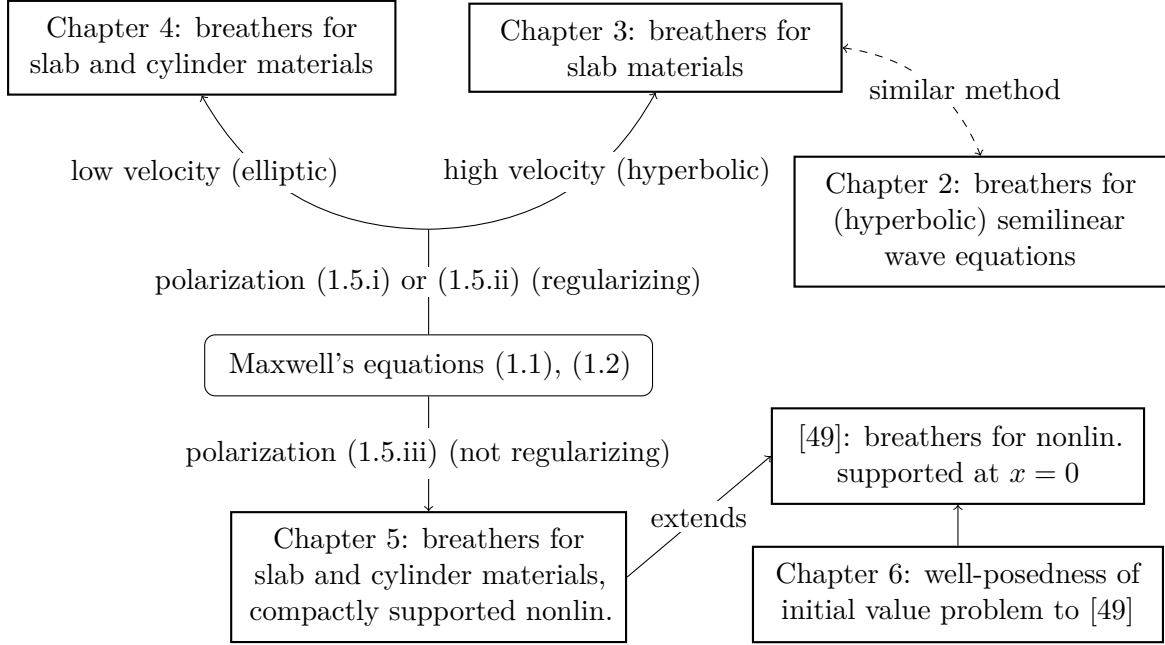 Chapter 4: breathers for
slab and cylinder materials
Chapter 3: breathers for
slab materials
similar method
low velocity (elliptic)
high velocity (hyperbolic)
Chapter 2: breathers for
(hyperbolic) semilinear
wave equations
polarization (1.5.i) or (1.5.ii) (regularizing)
Maxwell's equations (1.1), (1.2)
polarization (1.5.iii) (not regularizing)
[49]: breathers for nonlin.
supported at x = 0
extends
Chapter 5: breathers for
slab and cylinder materials,
compactly supported nonlin.
Chapter 6: well-posedness of
initial value problem to [49]